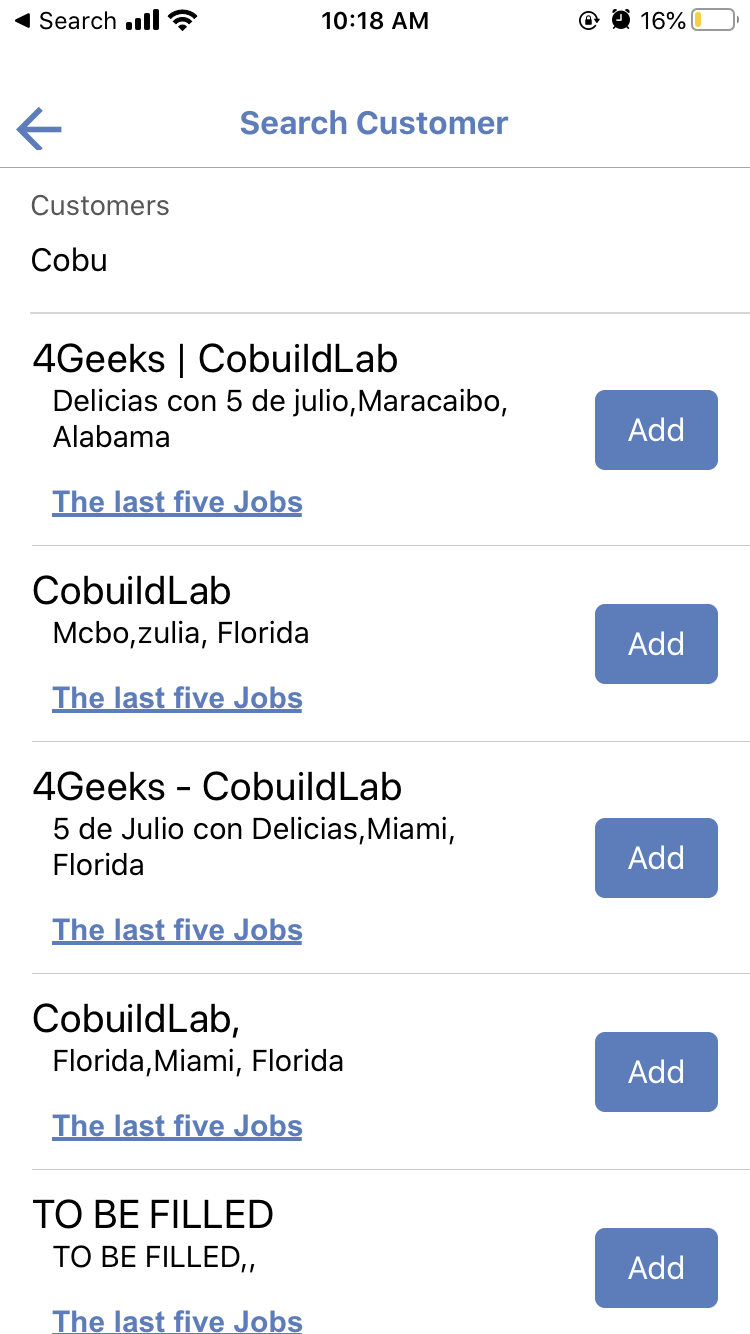 Search
10:18 AM
16%
Search Customer
Customers
Cobu
4Geeks | CobuildLab
Delicias con 5 de julio,Maracaibo,
Alabama
Add
The last five Jobs
CobuildLab
Mcbo,zulia, Florida
Add
The last five Jobs
4Geeks - CobuildLab
5 de Julio con Delicias,Miami,
Florida
Add
The last five Jobs
CobuildLab,
Florida,Miami, Florida
Add
The last five Jobs
TO BE FILLED
TO BE FILLED,,
Add
The last five Jobs